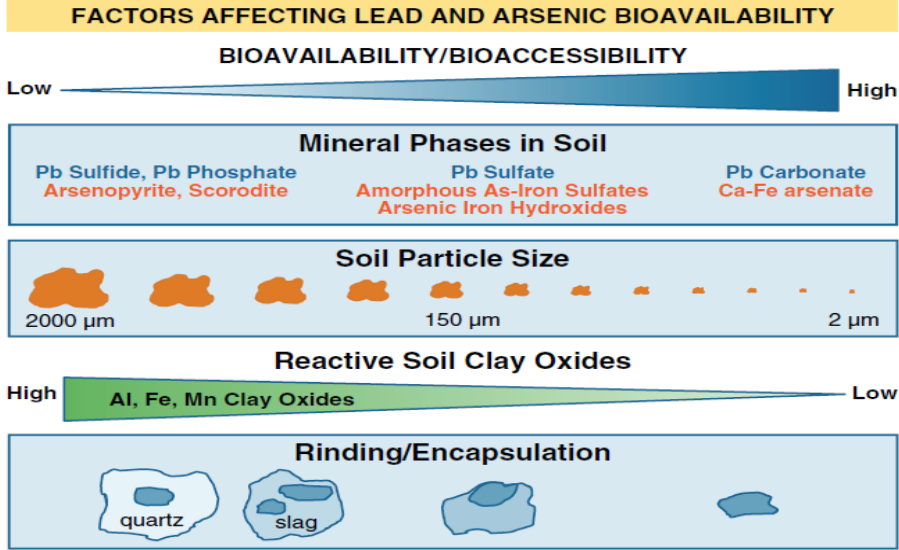 FACTORS AFFECTING LEAD AND ARSENIC BIOAVAILABILITY
BIOAVAILABILITY/BIOACCESSIBILITY
Low
High
Mineral Phases in Soil
Pb Sulfide, Pb Phosphate
Arsenopyrite, Scorodite
Pb Sulfate
Amorphous As-Iron Sulfates
Arsenic Iron Hydroxides
Pb Carbonate
Ca-Fe arsenate
Soil Particle Size
2000 µm
150 µm
2 µm
Reactive Soil Clay Oxides
High
Al, Fe, Mn Clay Oxides
Low
Rinding/Encapsulation
quartz
slag